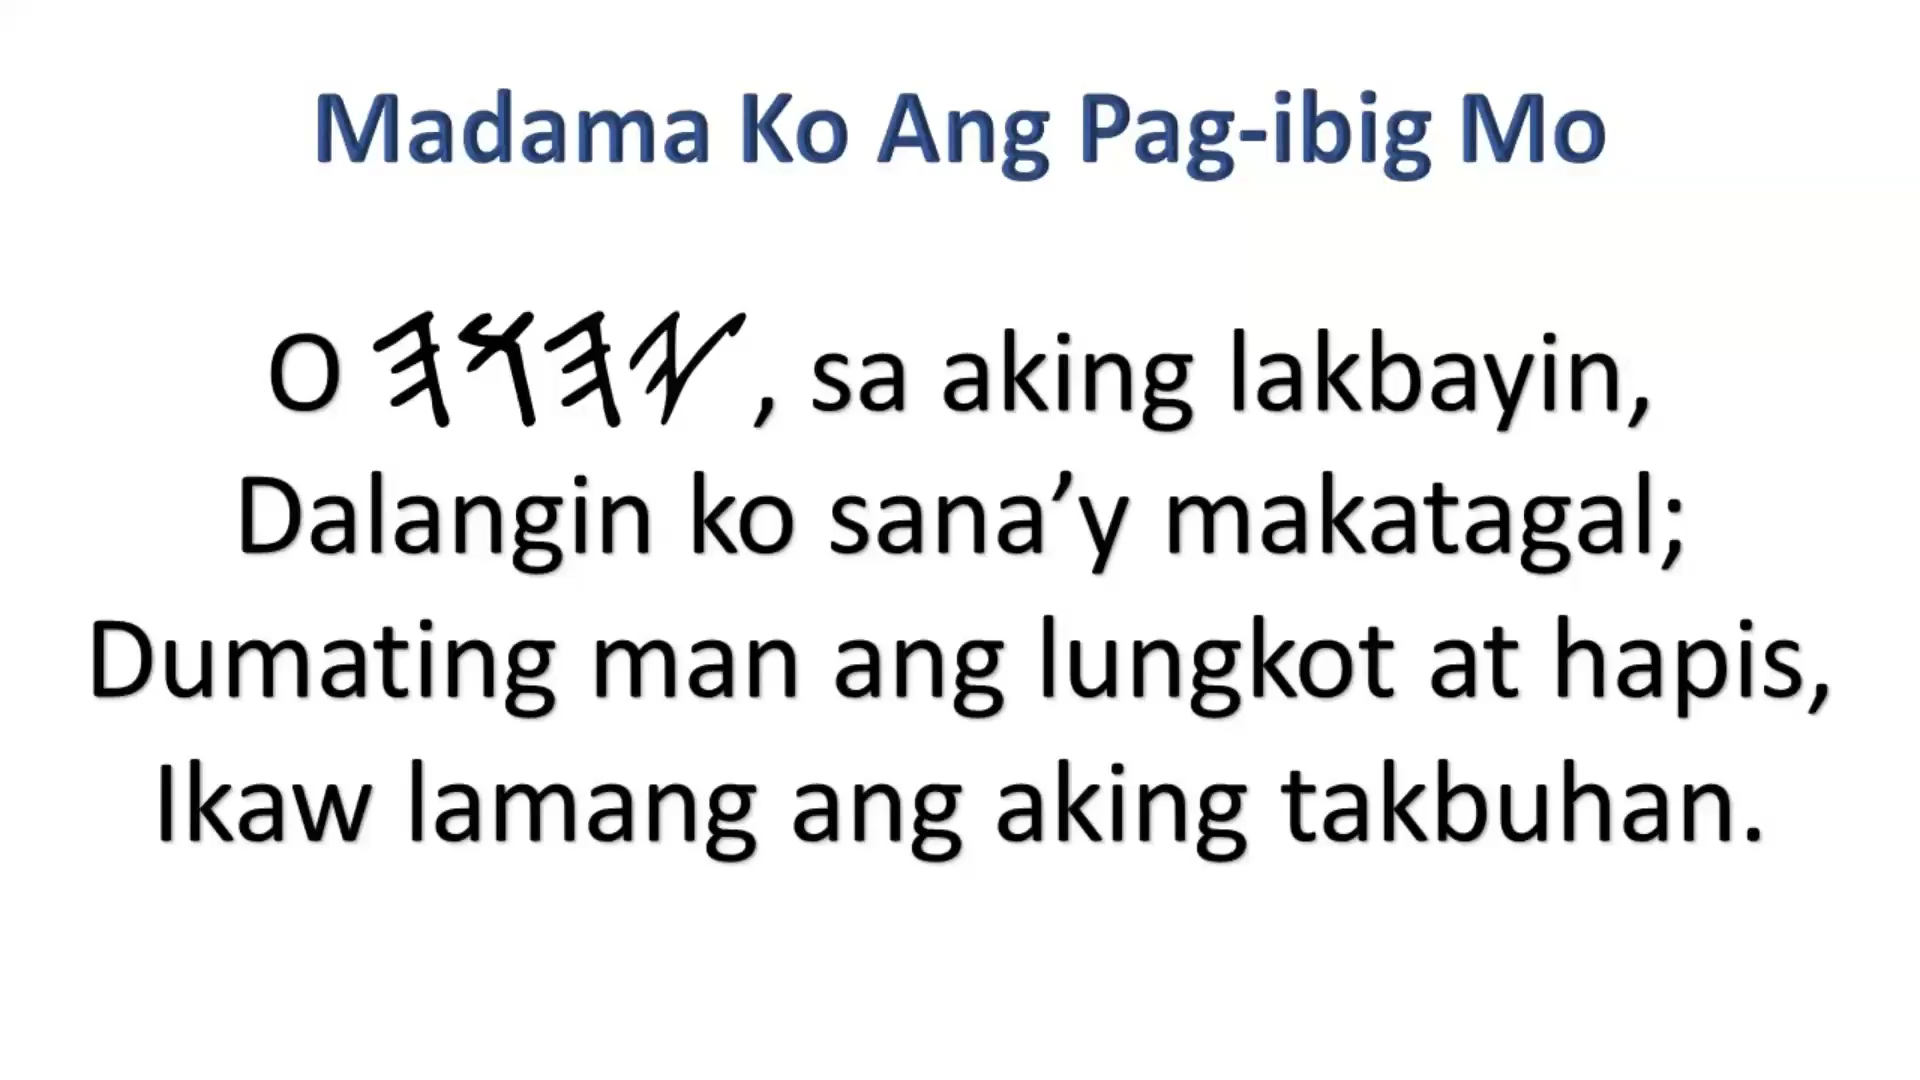 Madama Ko Ang Pag-ibig Mo
O 𐤉𐤄𐤅𐤄, sa aking lakbayin,
Dalangin ko sana’y makatagal;
Dumating man ang lungkot at hapis,
Ikaw lamang ang aking takbuhan.